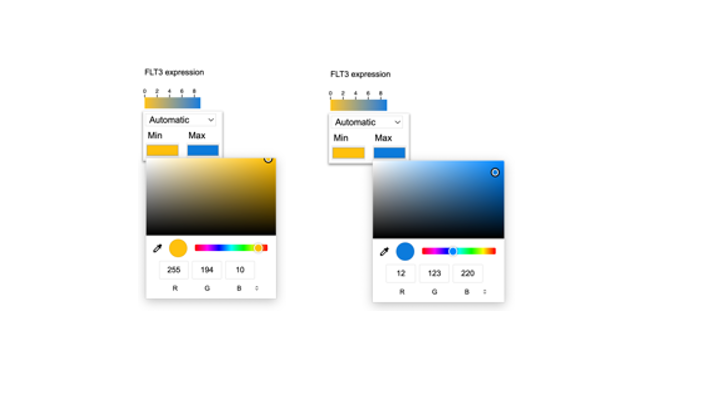 FLT3 expression
0 2 4 6 8
Automatic
Min Max
255 194 10
R G B
FLT3 expression
0 2 4 6 8
Automatic
Min Max
12 123 220
R G B